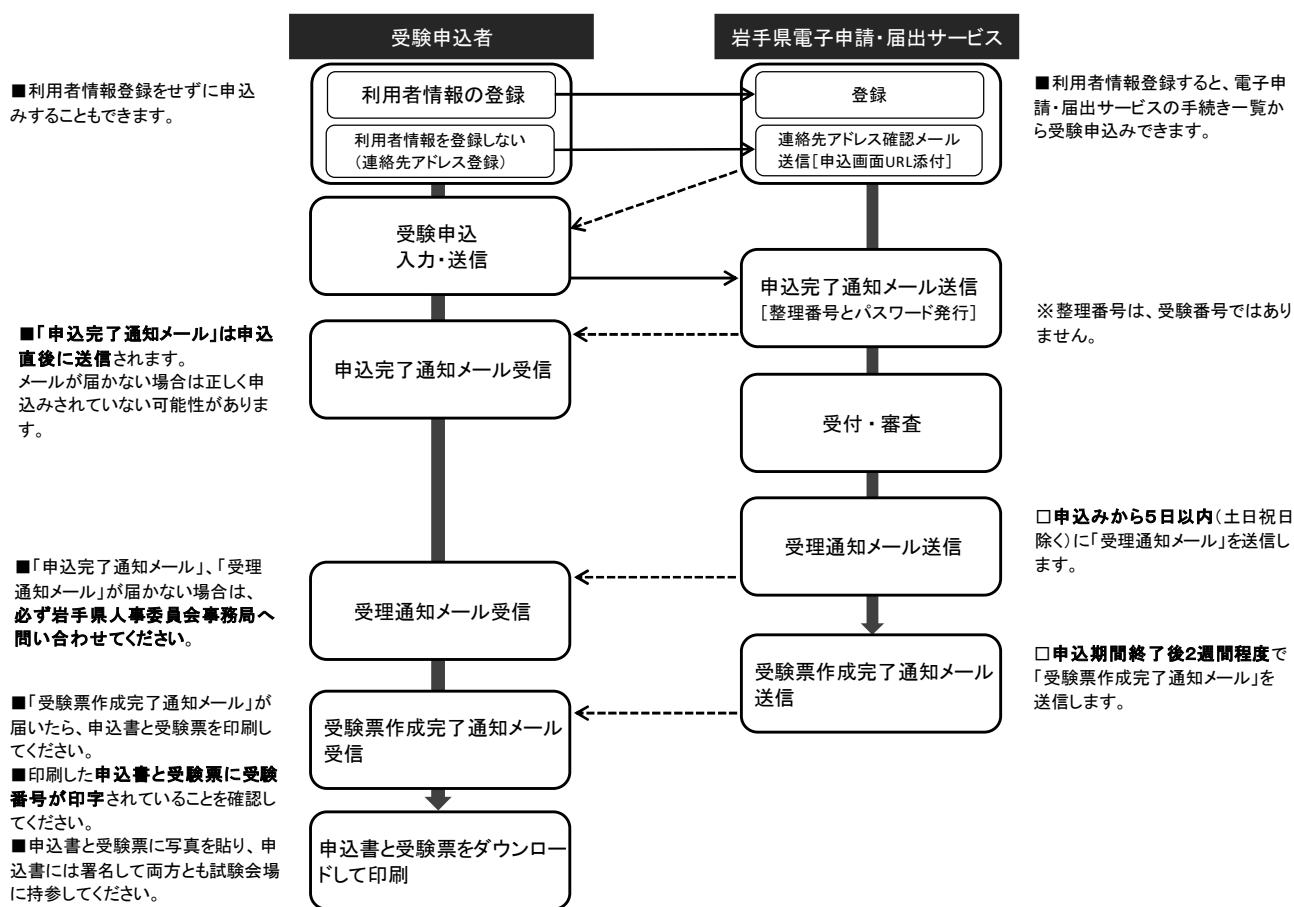 受験申込者
岩手県電子申請・届出サービス
■利用者情報登録をせずに申込
みすることもできます。
利用者情報の登録
利用者情報を登録しない
（連絡先アドレス登録）
登録
連絡先アドレス確認メール
送信［申込画面URL添付］
■利用者情報登録すると、電子申
請・届出サービスの手続き一覧か
ら受験申込みできます。
受験申込
入力・送信
申込完了通知メール送信
［整理番号とパスワード発行］
※整理番号は、受験番号ではあり
ません。
■「申込完了通知メール」は申込
直後に送信されます。
メールが届かない場合は正しく申
込みされていない可能性がありま
す。
申込完了通知メール受信
受付・審査
受理通知メール送信
□申込みから5日以内（土日祝日
除く）に「受理通知メール」を送信し
ます。
■「申込完了通知メール」、「受理
通知メール」が届かない場合は、
必ず岩手県人事委員会事務局へ
問い合わせてください。
受理通知メール受信
受験票作成完了通知メール
送信
□申込期間終了後2週間程度で
「受験票作成完了通知メール」を
送信します。
■「受験票作成完了通知メール」が
届いたら、申込書と受験票を印刷し
てください。
■印刷した申込書と受験票に受験
番号が印字されていることを確認し
てください。
■申込書と受験票に写真を貼り、申
込書には署名して両方とも試験会場
に持参してください。
受験票作成完了通知メール
受信
申込書と受験票をダウンロー
ドして印刷